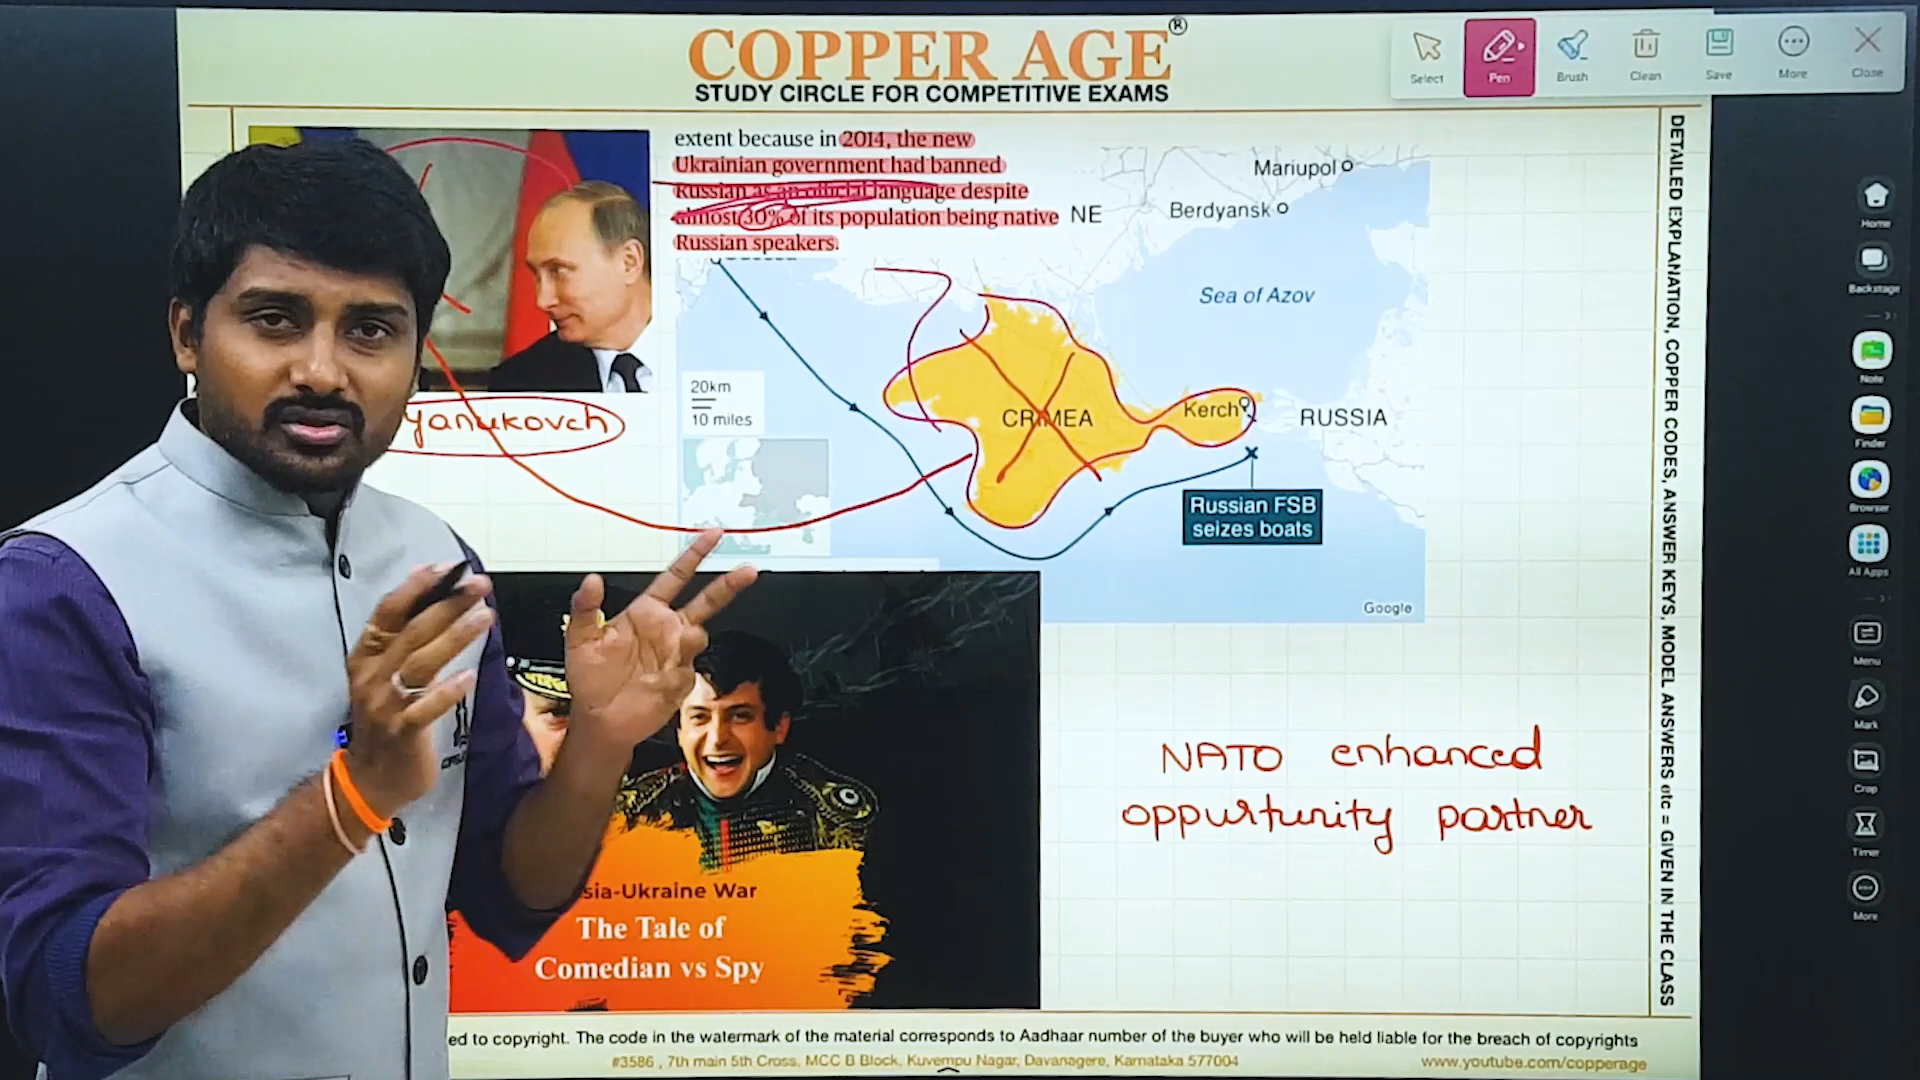 COPPER AGE®
STUDY CIRCLE FOR COMPETITIVE EXAMS
Select
Pen
Brush
Clean
Save
More
Close
extent because in 2014, the new
Ukrainian government had banned
Russian as an official language despite
almost 30% of its population being native
Russian speakers.
NE
Mariupol
Berdyansk
Sea of Azov
20km
10 miles
CRIMEA
Kerch
RUSSIA
Russian FSB
seizes boats
Google
yanukovch
NATO enhanced
oppurtunity partner
sia-Ukraine War
The Tale of
Comedian vs Spy
DETAILED EXPLANATION, COPPER CODES, ANSWER KEYS, MODEL ANSWERS etc = GIVEN IN THE CLASS
Home
Backstage
Note
Finder
Browser
All Apps
Menu
Mark
Crop
Timer
More
ed to copyright. The code in the watermark of the material corresponds to Aadhaar number of the buyer who will be held liable for the breach of copyrights
#3586 , 7th main 5th Cross, MCC B Block, Kuvempu Nagar, Davanagere, Karnataka 577004
www.youtube.com/copperage